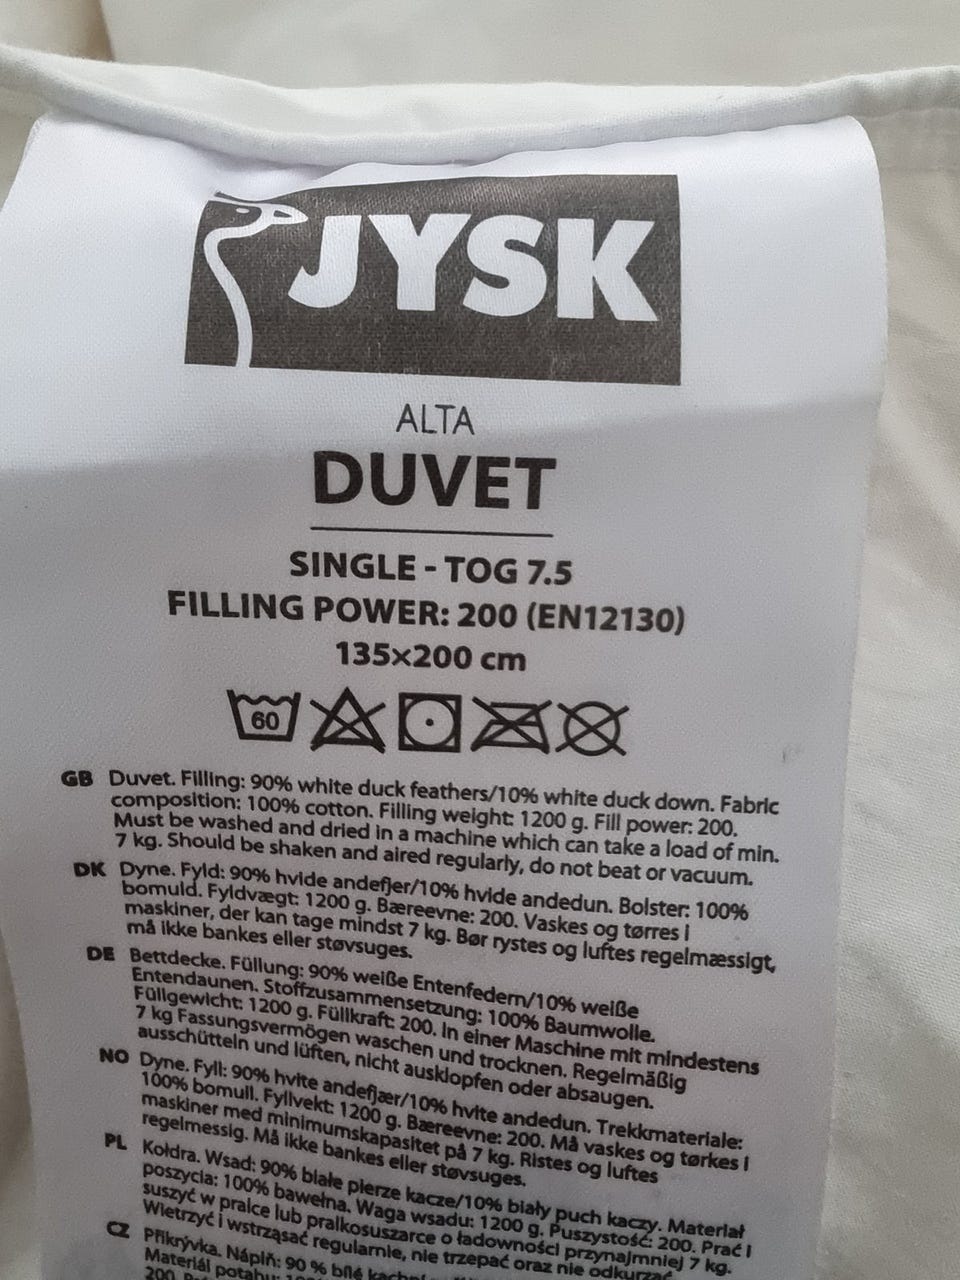 JYSK
ALTA
DUVET
SINGLE - TOG 7.5
FILLING POWER: 200 (EN12130)
135×200 cm
60
GB Duvet. Filling: 90% white duck feathers/10% white duck down. Fabric
composition: 100% cotton. Filling weight: 1200 g. Fill power: 200.
Must be washed and dried in a machine which can take a load of min.
7 kg. Should be shaken and aired regularly, do not beat or vacuum.
DK Dyne. Fyld: 90% hvide andefjer/10% hvide andedun. Bolster: 100%
bomuld. Fyldvægt: 1200 g. Bæreevne: 200. Vaskes og tørres i
maskiner, der kan tage mindst 7 kg. Bør rystes og luftes regelmæssigt,
må ikke bankes eller støvsuges.
DE Bettdecke. Füllung: 90% weiße Entenfedern/10% weiße
Entendaunen. Stoffzusammensetzung: 100% Baumwolle.
Füllgewicht: 1200 g. Füllkraft: 200. In einer Maschine mit mindestens
7 kg Fassungsvermögen waschen und trocknen. Regelmäßig
ausschütteln und lüften, nicht ausklopfen oder absaugen.
NO Dyne. Fyll: 90% hvite andefjær/10% hvite andedun. Trekkmateriale:
100% bomull. Fyllvekt: 1200 g. Bæreevne: 200. Må vaskes og tørkes i
maskiner med minimumskapasitet på 7 kg. Ristes og luftes
regelmessig. Må ikke bankes eller støvsuges.
PL Kołdra. Wsad: 90% białe pierze kacze/10% biały puch kaczy. Materiał
poszycia: 100% bawełna. Waga wsadu: 1200 g. Puszystość: 200. Prać i
suszyć w pralce lub pralkosuszarce o ładowności przynajmniej 7 kg.
Wietrzyć i wstrząsać regularnie, nie trzepać oraz nie odkurzać.
CZ Přikrývka. Náplň: 90 % bílé
Materiál potahu:
200.